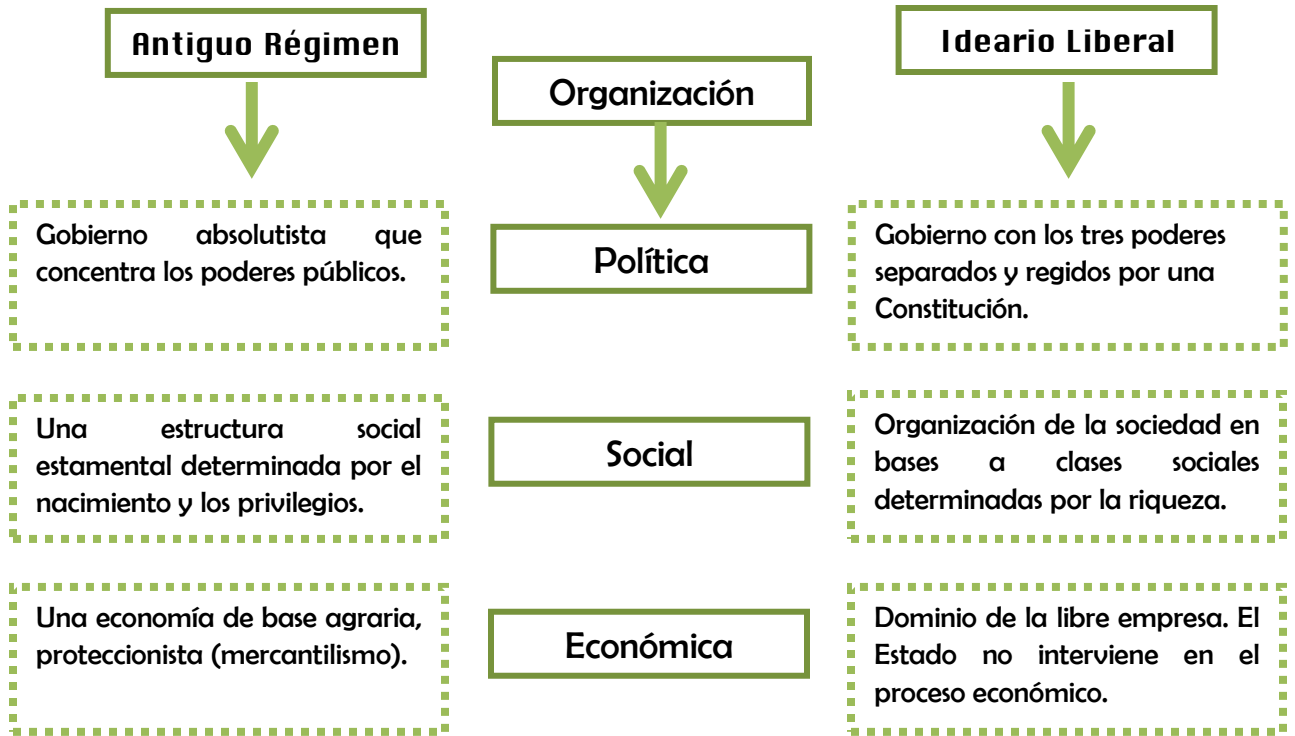 Antiguo Régimen
Organización
Ideario Liberal
Gobierno absolutista que
concentra los poderes públicos.
Política
Gobierno con los tres poderes
separados y regidos por una
Constitución.
Una estructura social
estamental determinada por el
nacimiento y los privilegios.
Social
Organización de la sociedad en
bases a clases sociales
determinadas por la riqueza.
Una economía de base agraria,
proteccionista (mercantilismo).
Económica
Dominio de la libre empresa. El
Estado no interviene en el
proceso económico.